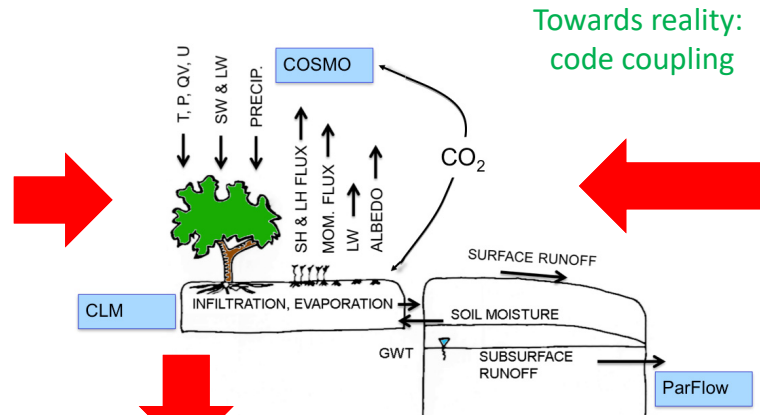 Towards reality:
code coupling
COSMO
T, P, QV, U
SW & LW
PRECIP.
SH & LH FLUX
MOM. FLUX
LW
ALBEDO
CO₂
SURFACE RUNOFF
CLM
INFILTRATION, EVAPORATION
SOIL MOISTURE
GWT
SUBSURFACE
RUNOFF
ParFlow